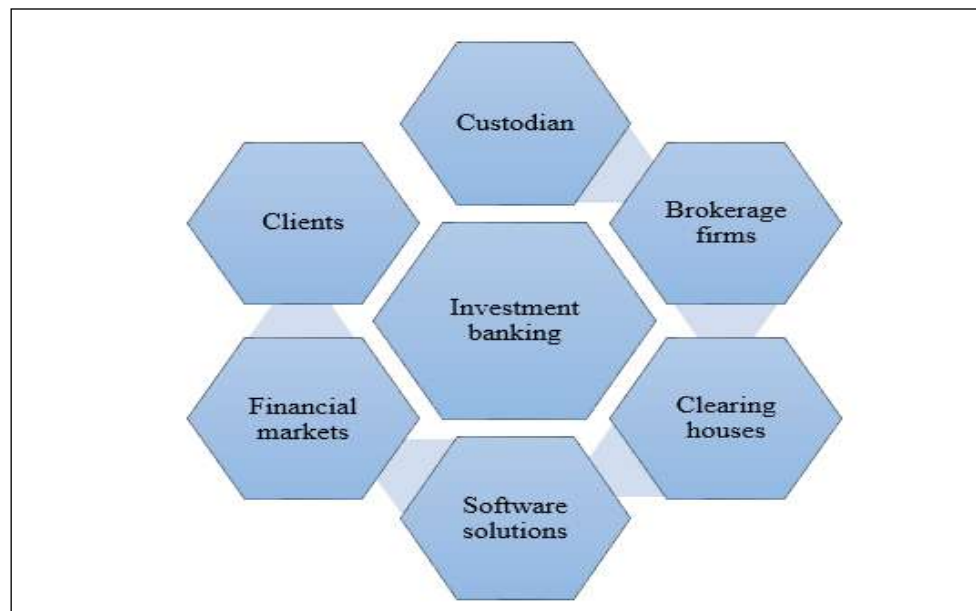 Custodian
Brokerage
firms
Clients
Investment
banking
Clearing
houses
Financial
markets
Software
solutions